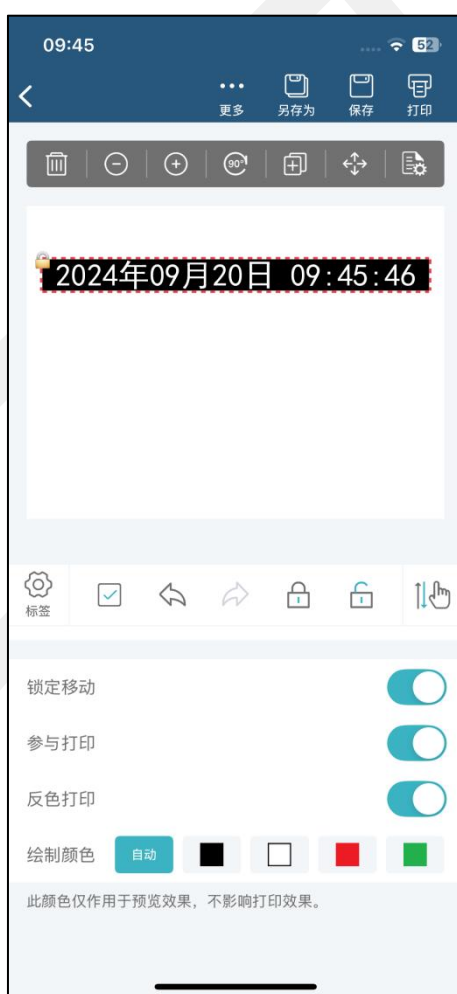 09:45
52
更多 另存为 保存 打印
90°
2024年09月20日 09:45:46
标签
锁定移动
参与打印
反色打印
绘制颜色 自动
此颜色仅作用于预览效果，不影响打印效果。